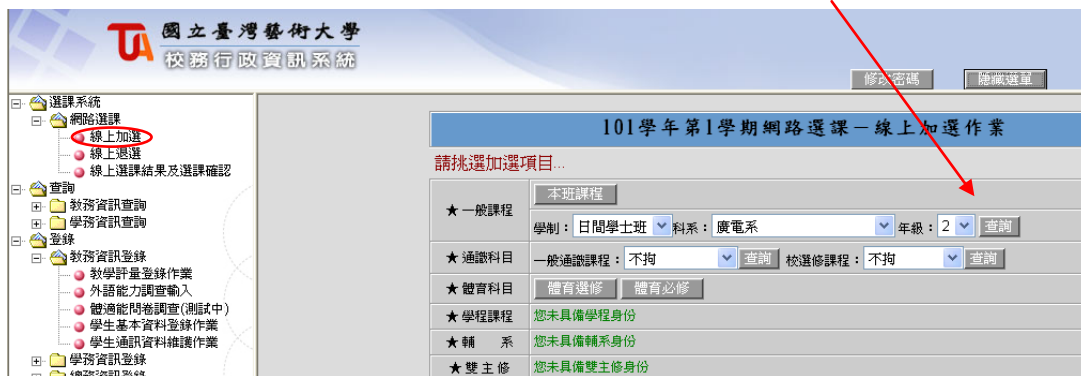 國立臺灣藝術大學
校務行政資訊系統
修改密碼 隱藏選單
選課系統
網路選課
線上加選
線上退選
線上選課結果及選課確認
查詢
教務資訊查詢
學務資訊查詢
登錄
教務資訊登錄
教學評量登錄作業
外語能力調查輸入
體適能問卷調查(測試中)
學生基本資料登錄作業
學生通訊資料維護作業
學務資訊登錄
總務資訊登錄
101學年第1學期網路選課－線上加選作業
請挑選加選項目...
★一般課程 本班課程
學制：日間學士班 科系：廣電系 年級：2 查詢
★通識科目 一般通識課程：不拘 查詢 校選修課程：不拘 查詢
★體育科目 體育選修 體育必修
★學程課程 您未具備學程身份
★輔 系 您未具備輔系身份
★雙主修 您未具備雙主修身份